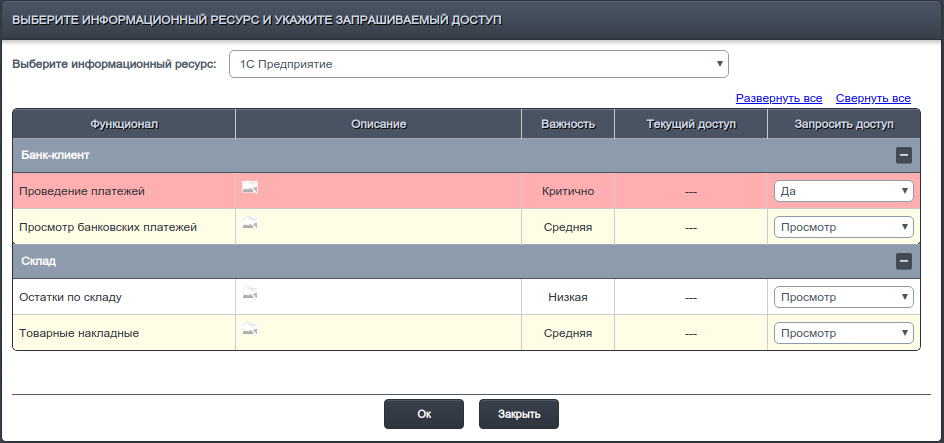 ВЫБЕРИТЕ ИНФОРМАЦИОННЫЙ РЕСУРС И УКАЖИТЕ ЗАПРАШИВАЕМЫЙ ДОСТУП
Выберите информационный ресурс: 1С Предприятие
Развернуть все Свернуть все
Функционал Описание Важность Текущий доступ Запросить доступ
Банк-клиент
Проведение платежей Критично --- Да
Просмотр банковских платежей Средняя --- Просмотр
Склад
Остатки по складу Низкая --- Просмотр
Товарные накладные Средняя --- Просмотр
Ок Закрыть